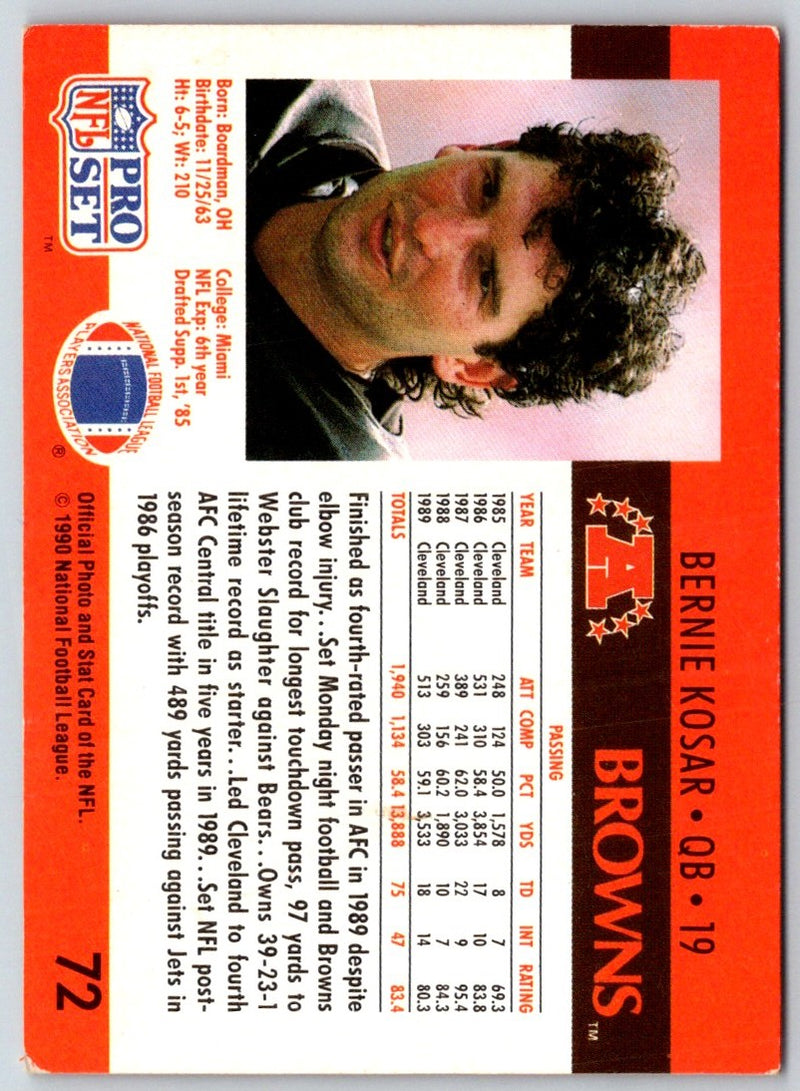 BERNIE KOSAR • QB • 19
A
BROWNS™
PASSING
YEAR TEAM ATT COMP PCT YDS TD INT RATING
1985 Cleveland 248 124 50.0 1,578 8 7 69.3
1986 Cleveland 531 310 58.4 3,854 17 10 83.8
1987 Cleveland 389 241 62.0 3,033 22 9 95.4
1988 Cleveland 259 156 60.2 1,890 10 7 84.3
1989 Cleveland 513 303 59.1 3,533 18 14 80.3
TOTALS 1,940 1,134 58.4 13,888 75 47 83.4
Finished as fourth-rated passer in AFC in 1989 despite
elbow injury...Set Monday night football and Browns
club record for longest touchdown pass, 97 yards to
Webster Slaughter against Bears...Owns 39-23-1
lifetime record as starter...Led Cleveland to fourth
AFC Central title in five years in 1989...Set NFL post-
season record with 489 yards passing against Jets in
1986 playoffs.
Born: Boardman, OH
Birthdate: 11/25/63
Ht: 6-5; Wt: 210
College: Miami
NFL Exp: 6th year
Drafted Supp. 1st, '85
NFL
PRO
SET
™
NATIONAL FOOTBALL LEAGUE
PLAYERS ASSOCIATION
®
Official Photo and Stat Card of the NFL.
© 1990 National Football League.
72